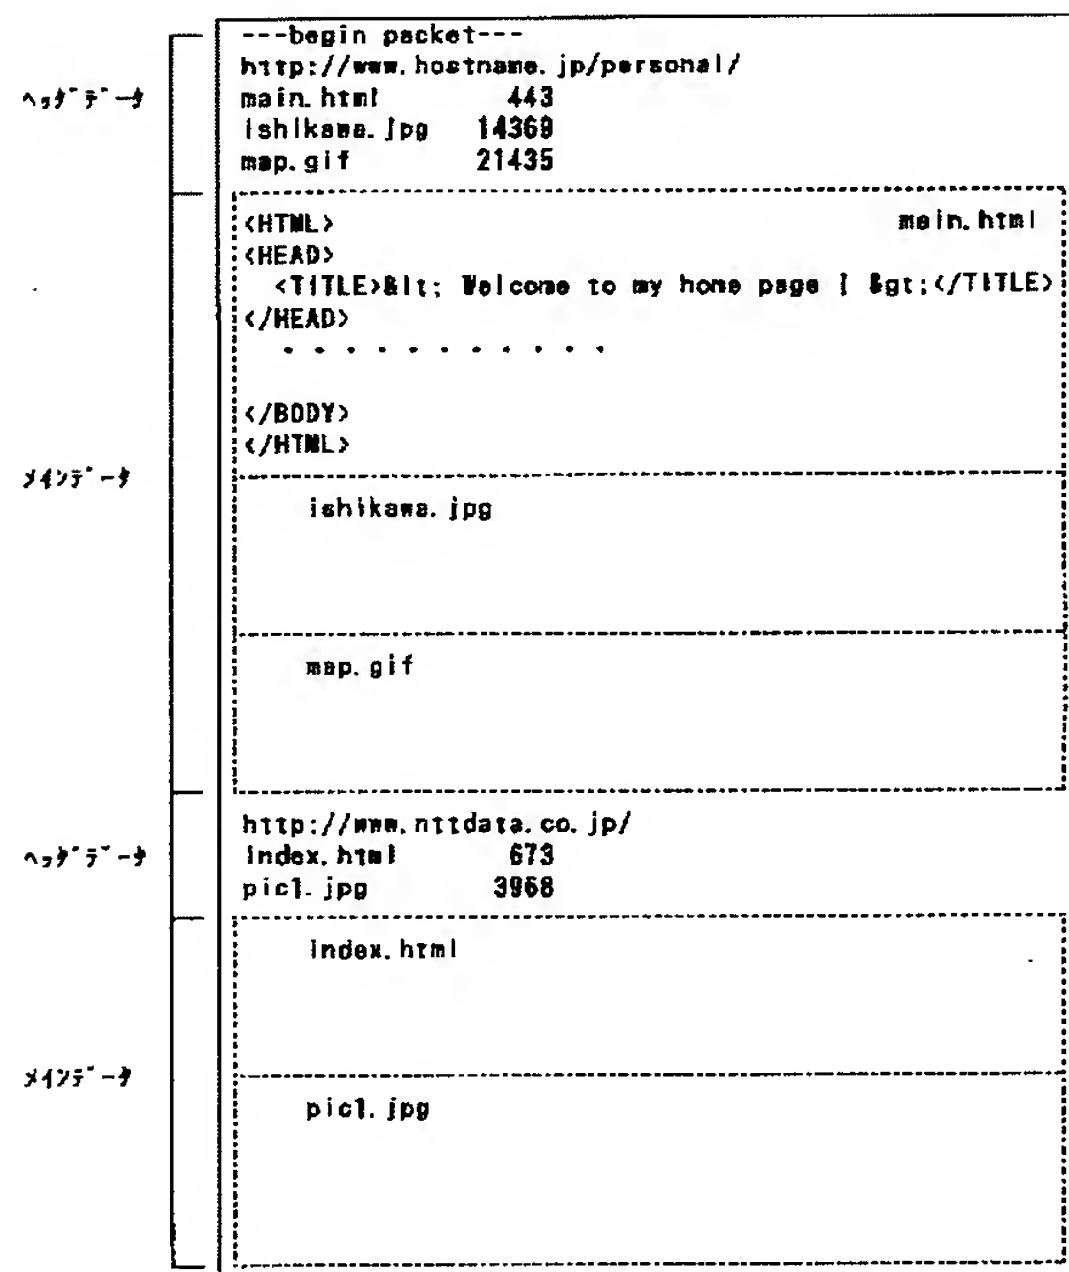 ---begin packet---
http://www.hostname.jp/personal/
ヘッダデータ
main.html 443
ishikawa.jpg 14369
map.gif 21435
<HTML> main.html
<HEAD>
<TITLE>&lt; Welcome to my home page ! &gt;</TITLE>
</HEAD>
・・・・・・・・・・・
</BODY>
</HTML>
メインデータ
ishikawa.jpg
map.gif
http://www.nttdata.co.jp/
ヘッダデータ
index.html 673
pic1.jpg 3968
index.html
メインデータ
pic1.jpg